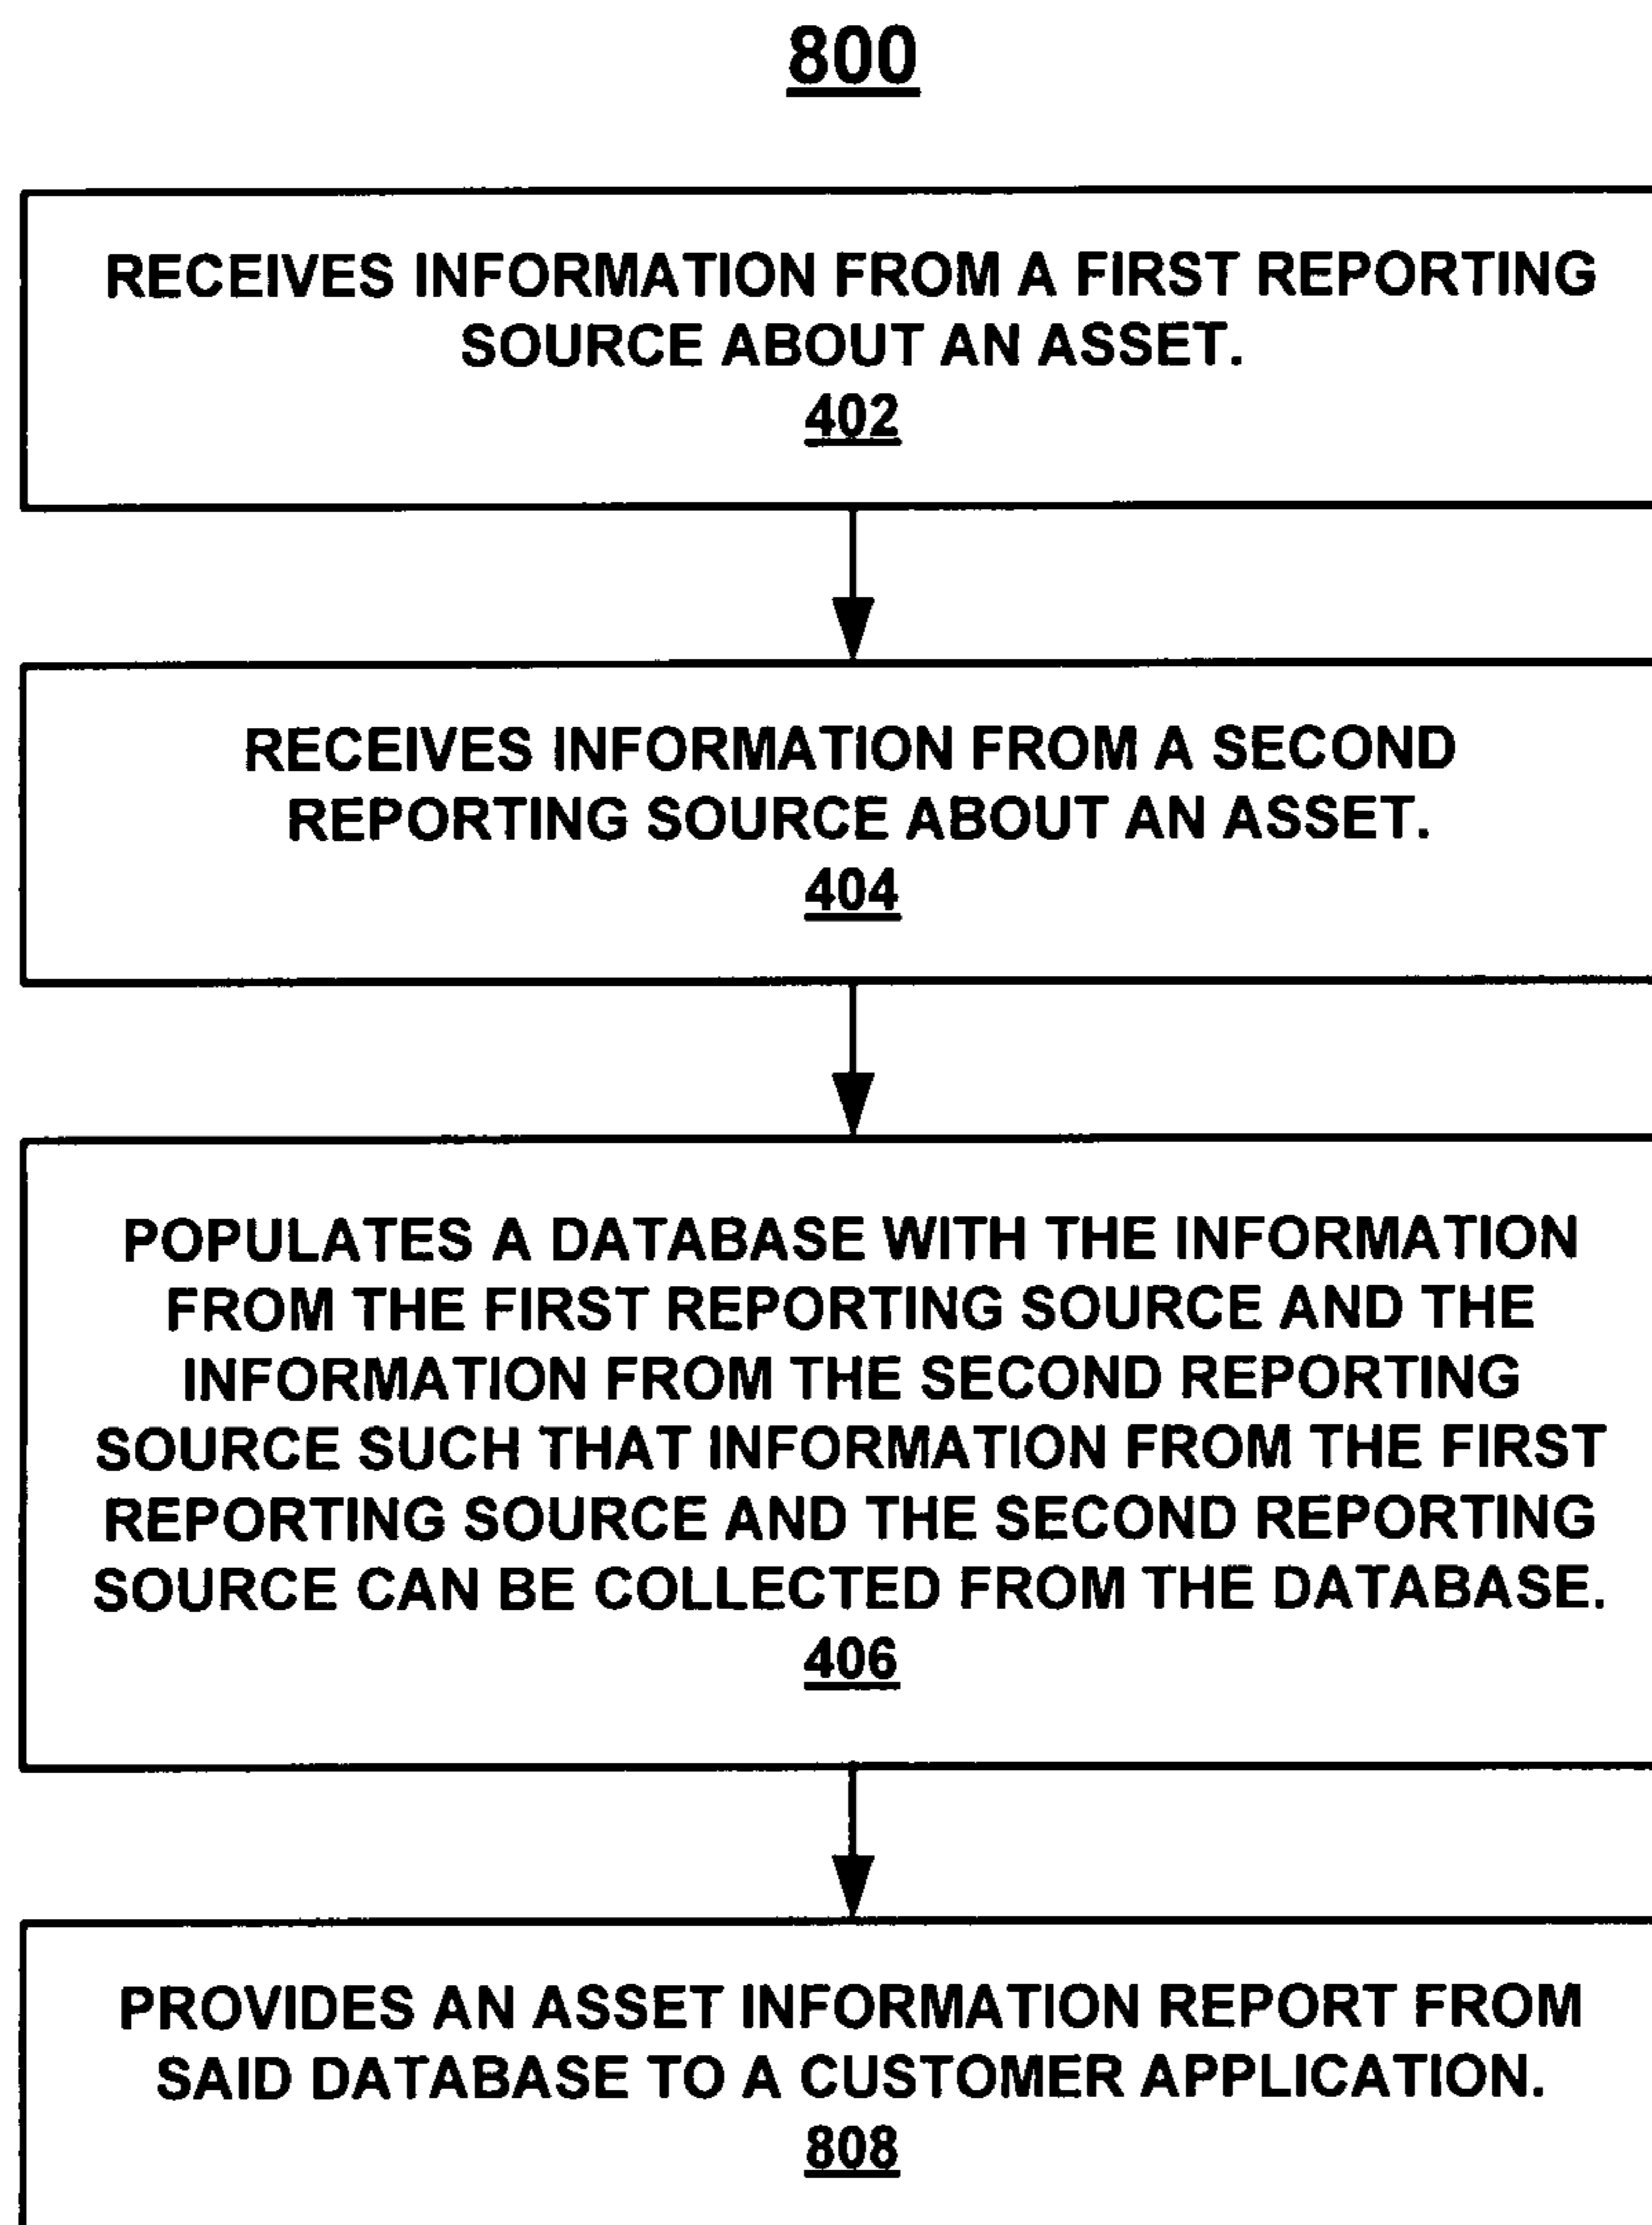 800
RECEIVES INFORMATION FROM A FIRST REPORTING
SOURCE ABOUT AN ASSET.
402
RECEIVES INFORMATION FROM A SECOND
REPORTING SOURCE ABOUT AN ASSET.
404
POPULATES A DATABASE WITH THE INFORMATION
FROM THE FIRST REPORTING SOURCE AND THE
INFORMATION FROM THE SECOND REPORTING
SOURCE SUCH THAT INFORMATION FROM THE FIRST
REPORTING SOURCE AND THE SECOND REPORTING
SOURCE CAN BE COLLECTED FROM THE DATABASE.
406
PROVIDES AN ASSET INFORMATION REPORT FROM
SAID DATABASE TO A CUSTOMER APPLICATION.
808